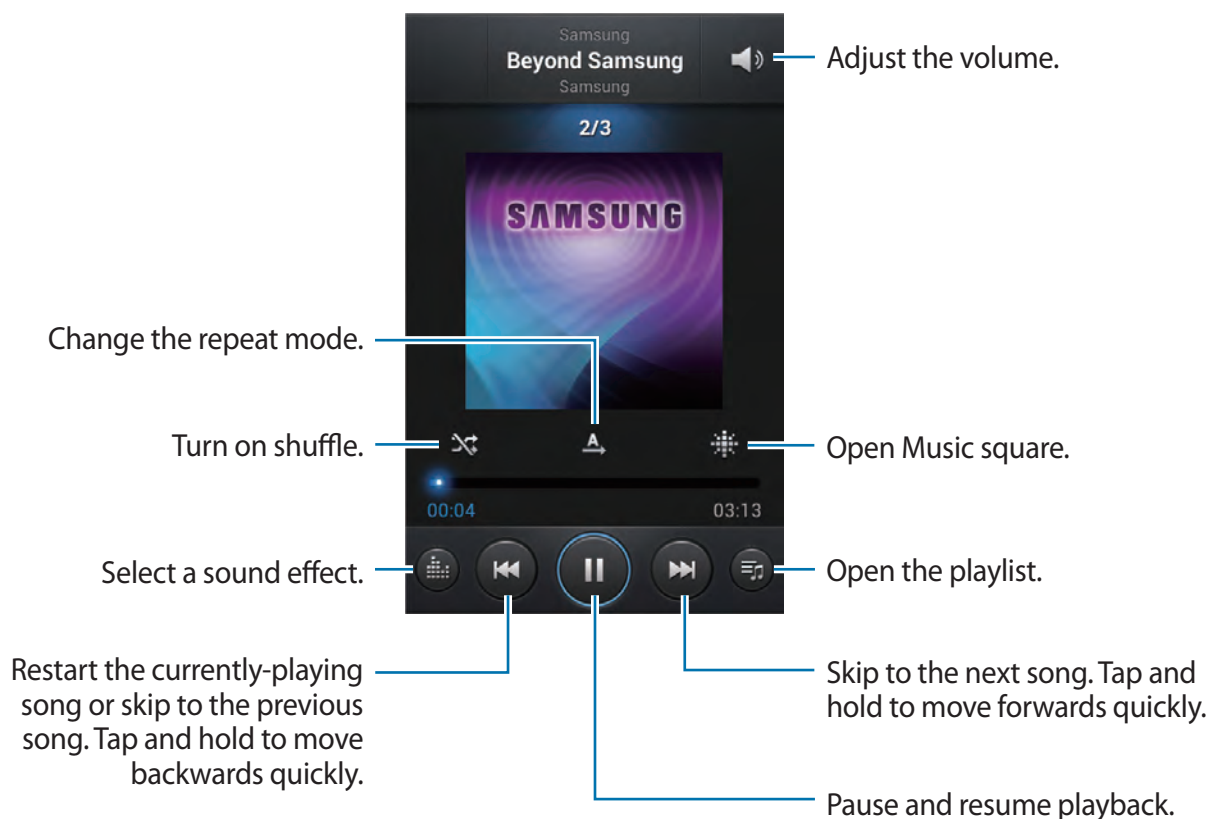 Samsung
Beyond Samsung
Samsung
Adjust the volume.
2/3
SAMSUNG
Change the repeat mode.
A
Turn on shuffle.
Open Music square.
00:04
03:13
Select a sound effect.
Open the playlist.
Restart the currently-playing
song or skip to the previous
song. Tap and hold to move
backwards quickly.
Skip to the next song. Tap and
hold to move forwards quickly.
Pause and resume playback.